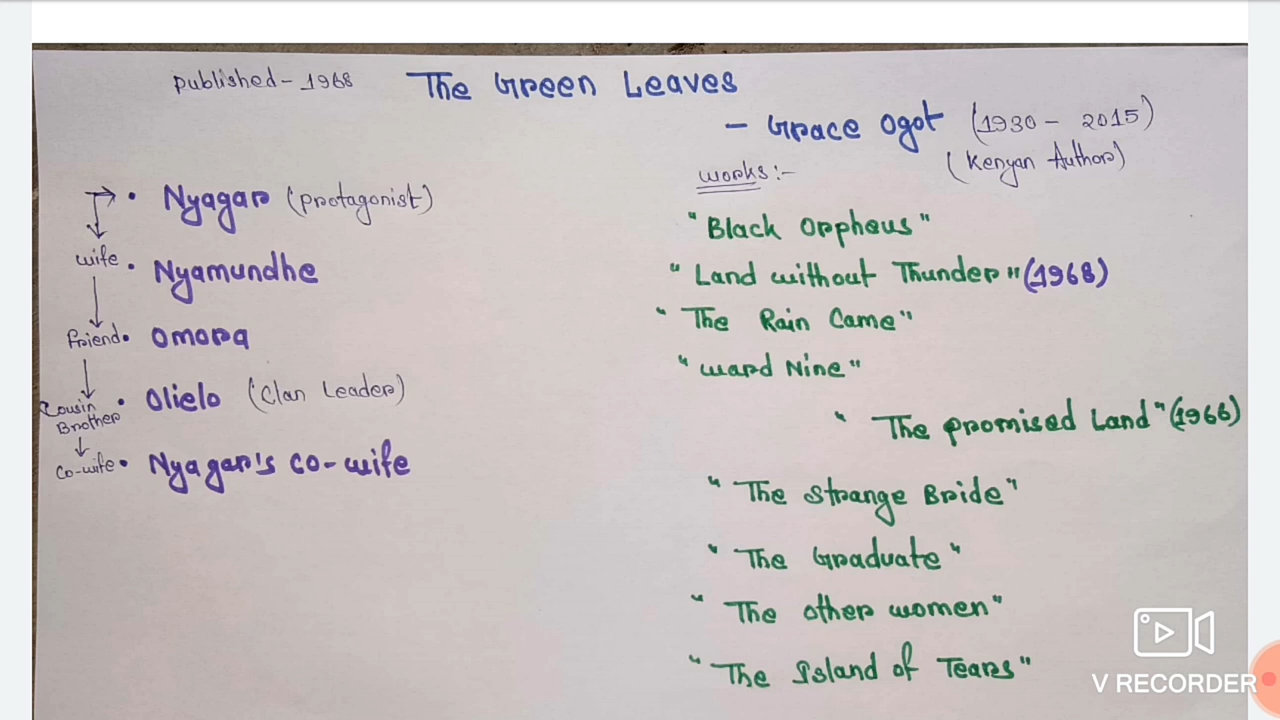 Published - 1968 The Green Leaves
- Grace Ogot (1930 - 2015)
(Kenyan Author)
• Nyagar (protagonist)
wife • Nyamundhe
Friend • Omora
Cousin Brother • Olielo (Clan Leader)
Co-wife • Nyagar's co-wife
Works :-
"Black Orpheus"
"Land without Thunder" (1968)
"The Rain Came"
"Ward Nine"
"The promised Land" (1966)
"The Strange Bride"
"The Graduate"
"The other women"
"The Island of Tears"
V RECORDER